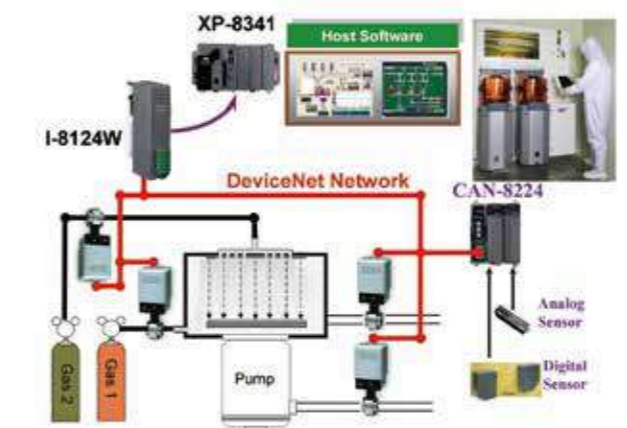 XP-8341
Host Software
I-8124W
DeviceNet Network
CAN-8224
Analog
Sensor
Digital
Sensor
Gas 2
Gas 1
Pump